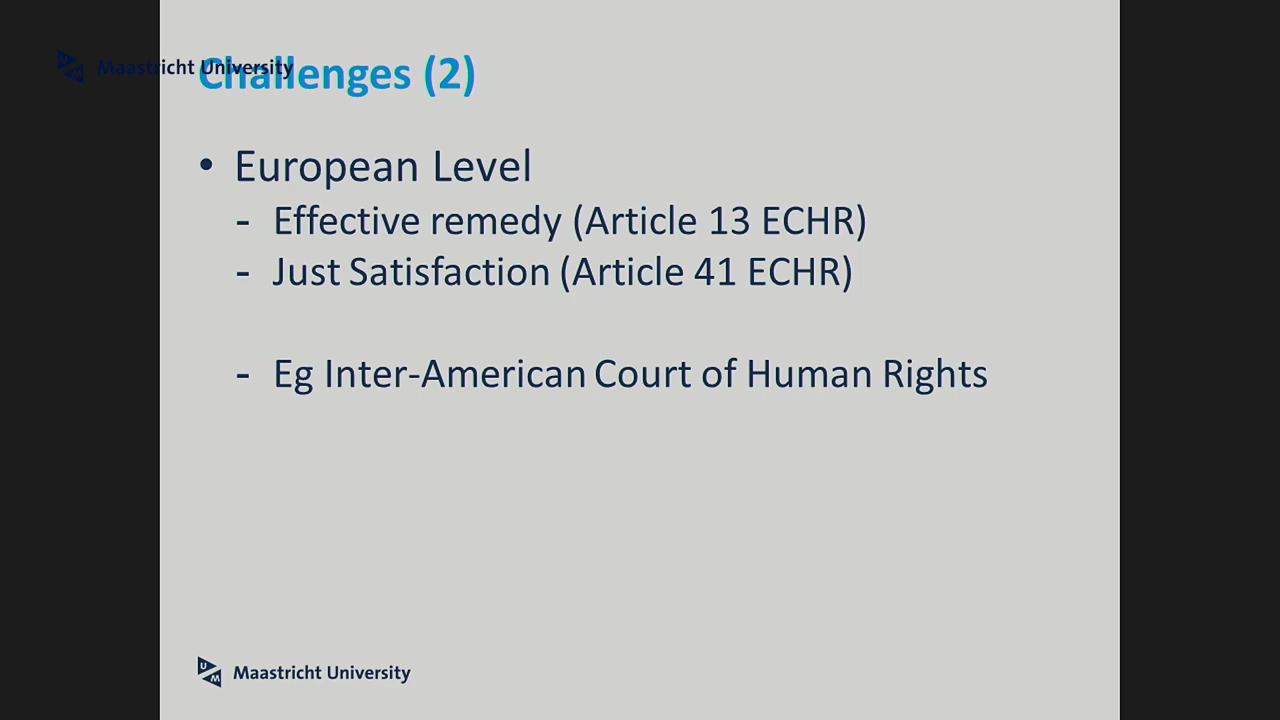 Maastricht University
Challenges (2)
• European Level
- Effective remedy (Article 13 ECHR)
- Just Satisfaction (Article 41 ECHR)
- Eg Inter-American Court of Human Rights
UM Maastricht University